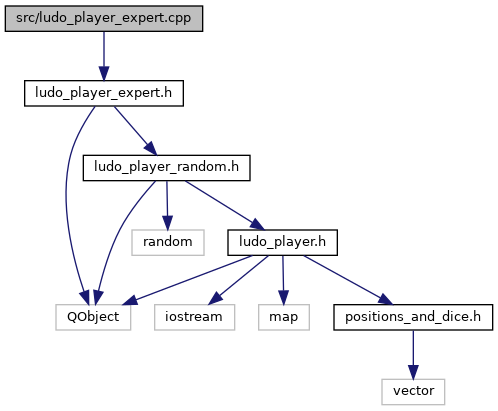 src/ludo_player_expert.cpp
ludo_player_expert.h
ludo_player_random.h
random
ludo_player.h
QObject
iostream
map
positions_and_dice.h
vector